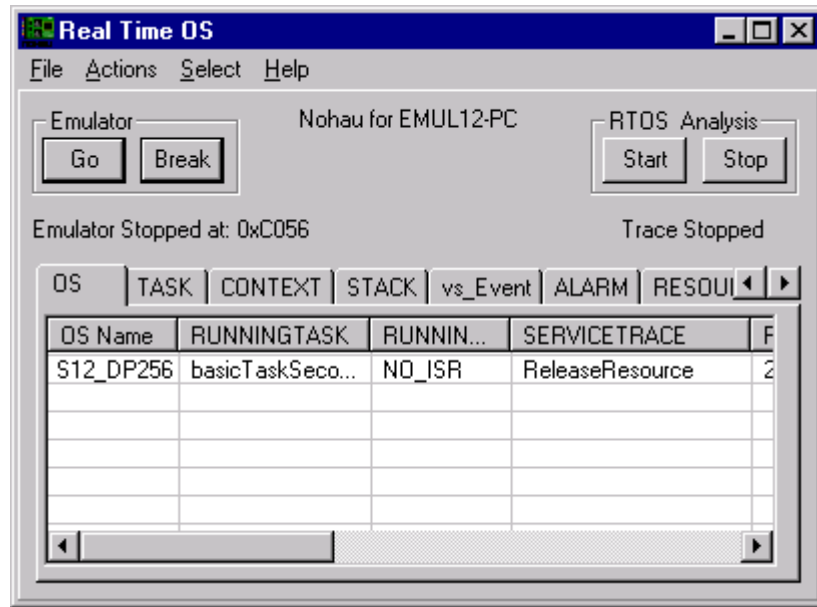 Real Time OS
File Actions Select Help
Emulator
Nohau for EMUL12-PC
RTOS Analysis
Go Break
Start Stop
Emulator Stopped at: 0xC056
Trace Stopped
OS TASK CONTEXT STACK vs_Event ALARM RESOU
OS Name RUNNINGTASK RUNNIN... SERVICETRACE
S12_DP256 basicTaskSeco... NO_ISR ReleaseResource 2